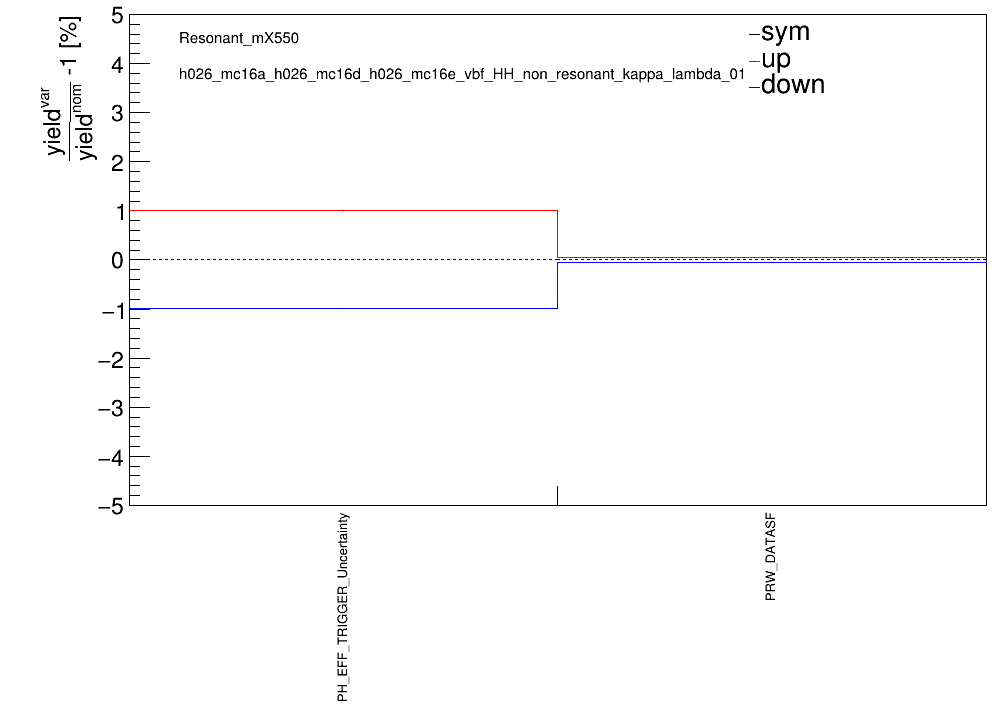 yield^var
yield^nom -1 [%]
Resonant_mX550
h026_mc16a_h026_mc16d_h026_mc16e_vbf_HH_non_resonant_kappa_lambda_01
sym
up
down
5
4
3
2
1
0
−1
−2
−3
−4
−5
PH_EFF_TRIGGER_Uncertainty
PRW_DATASF